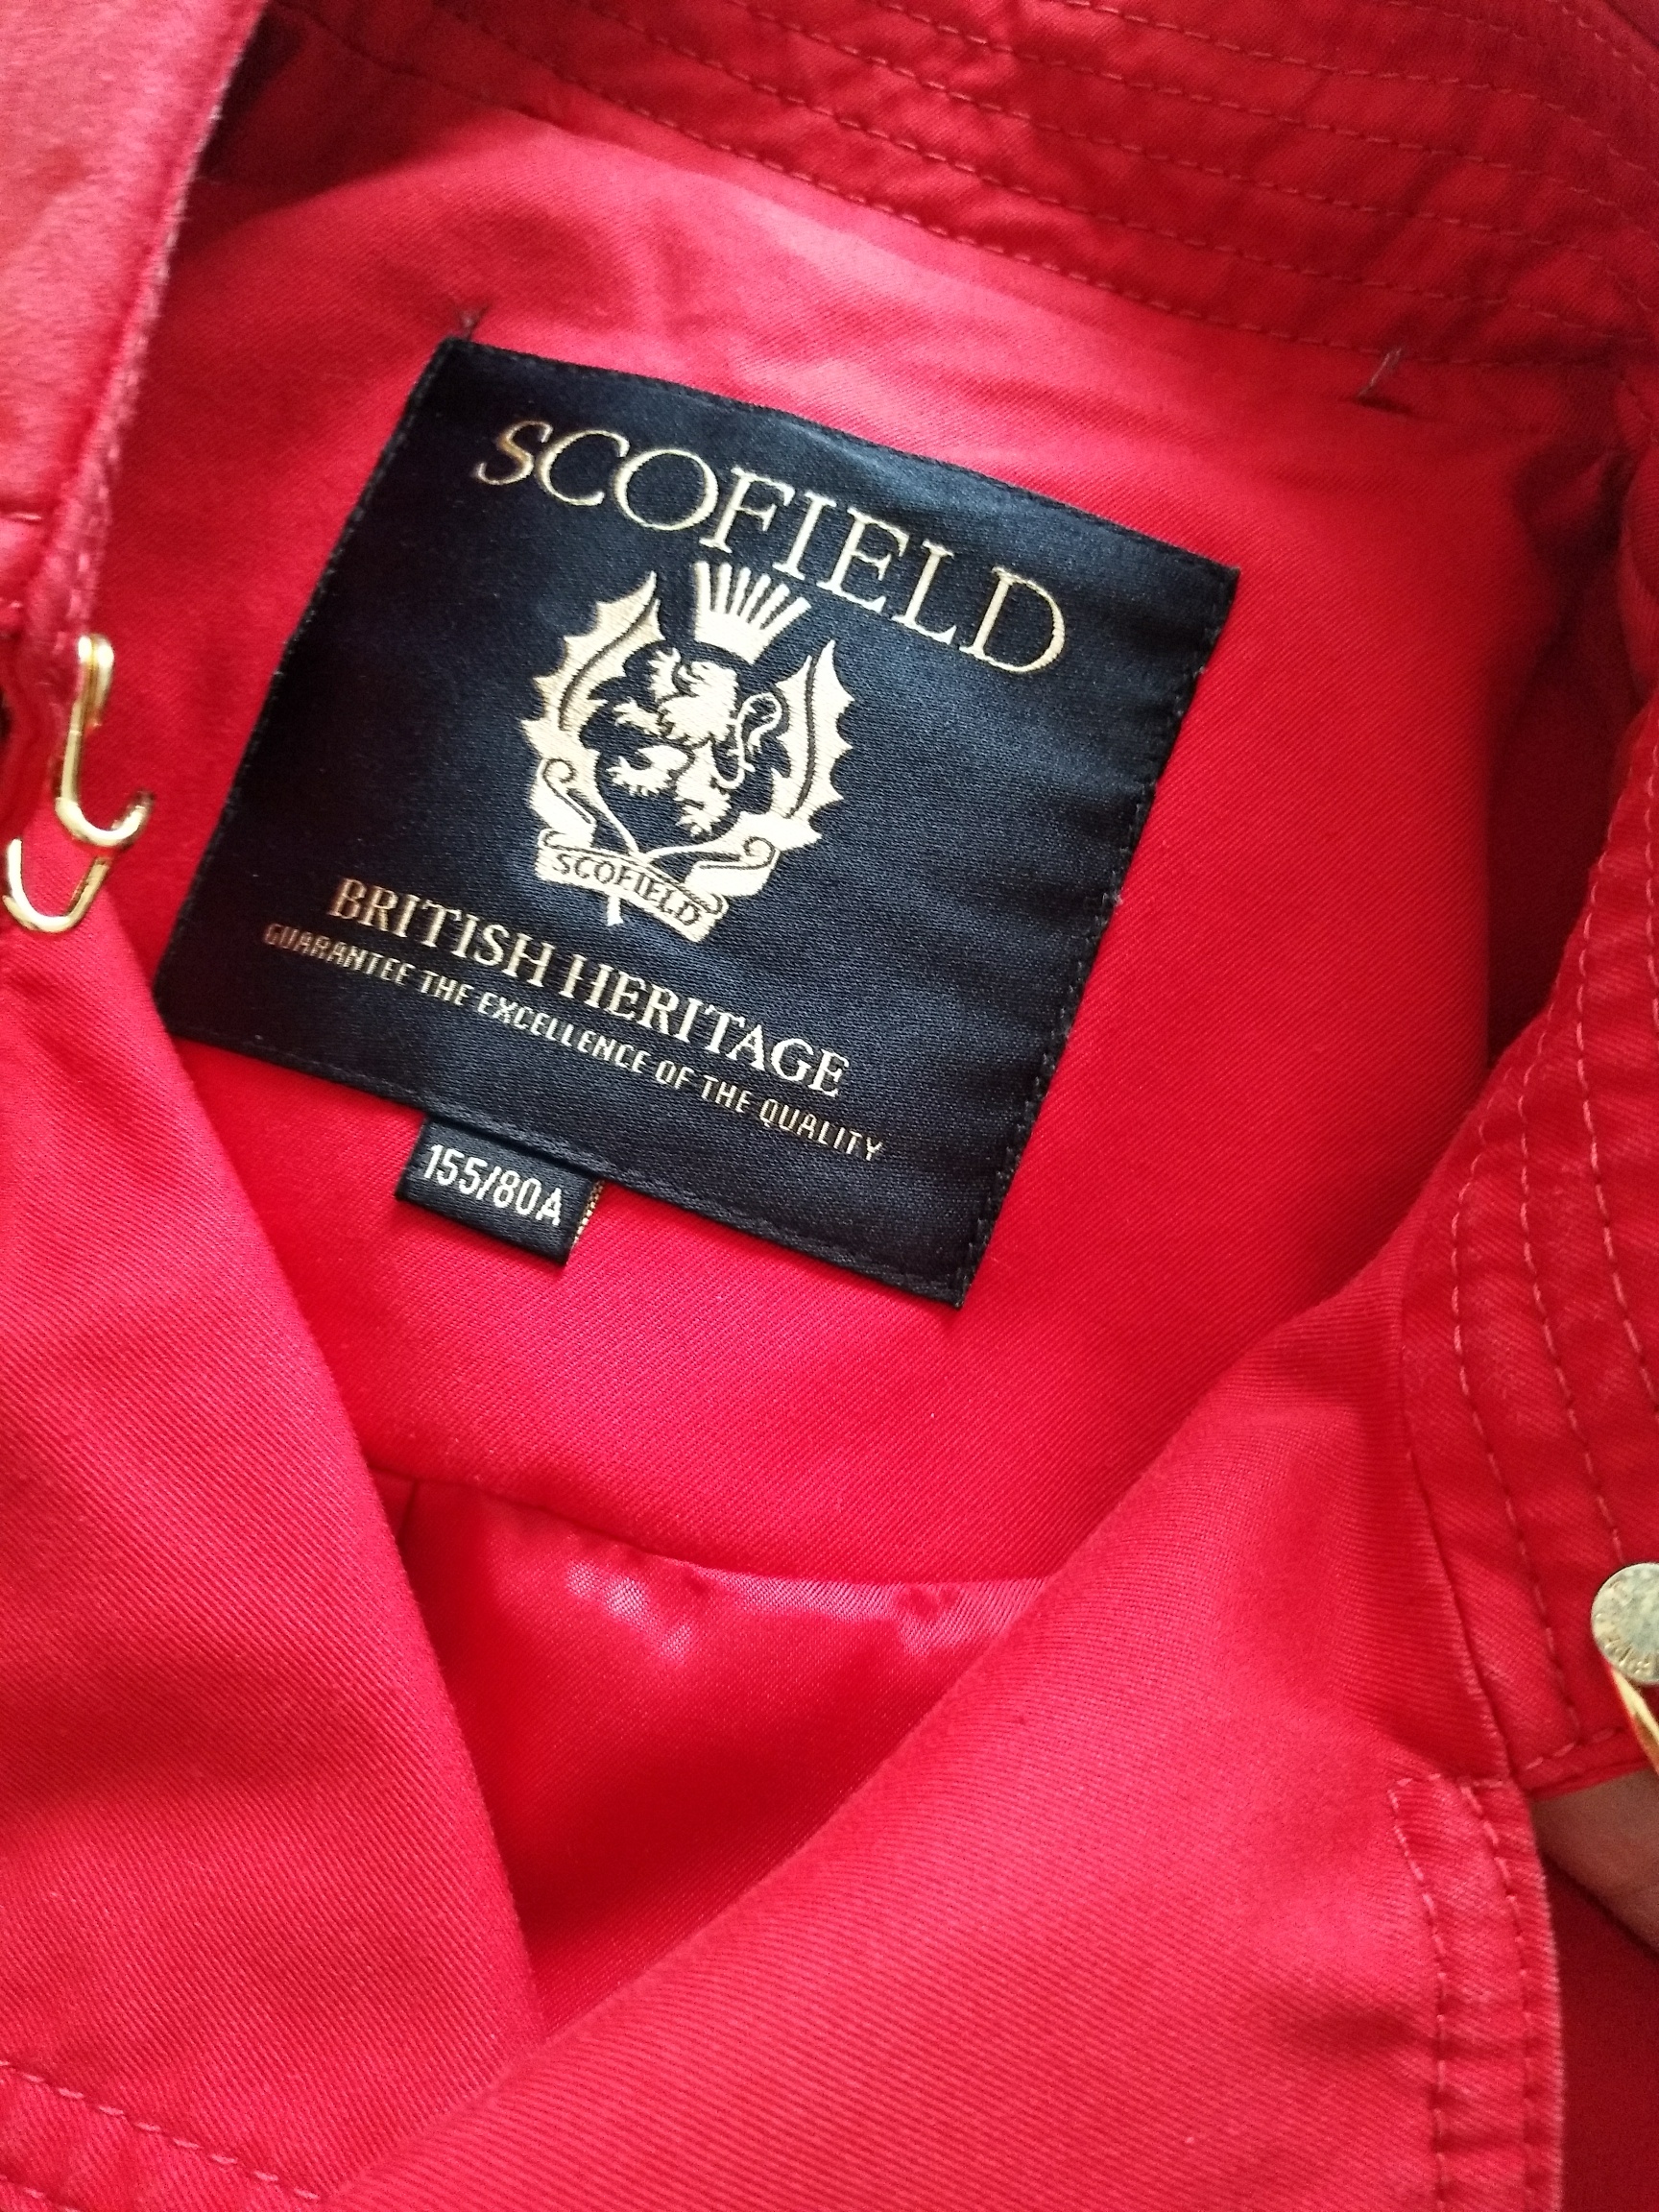 SCOFIELD
SCOFIELD
BRITISH HERITAGE
GUARANTEE THE EXCELLENCE OF THE QUALITY
155/80A